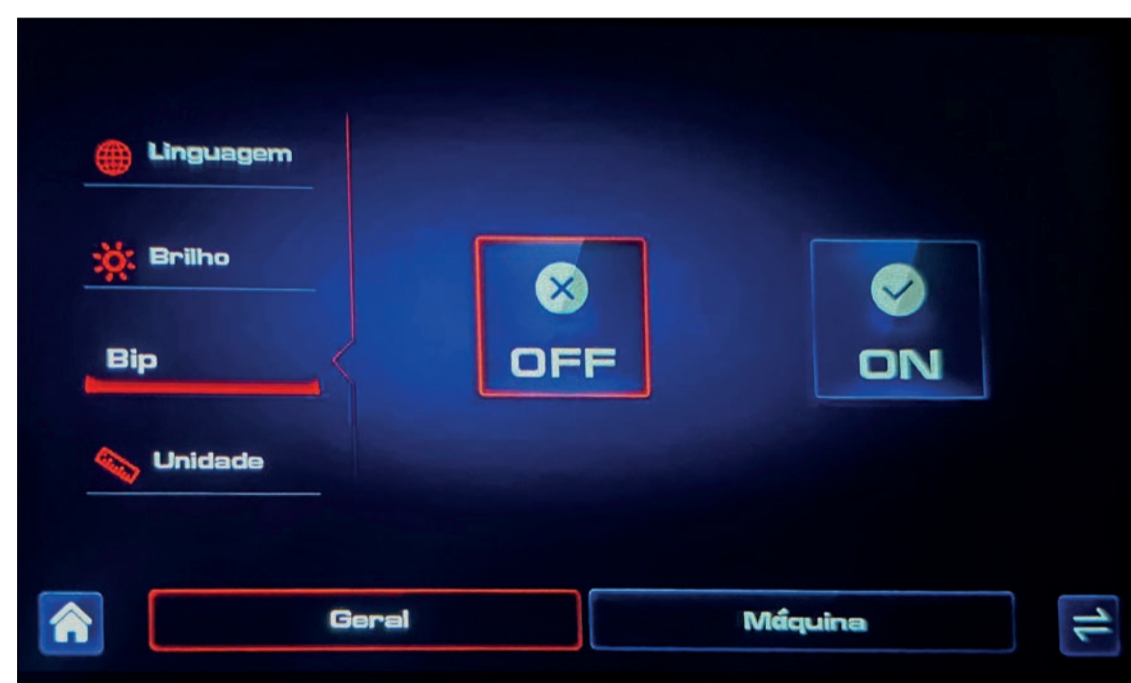 Linguagem
Brilho
Bip
Unidade
OFF
ON
Geral
Máquina